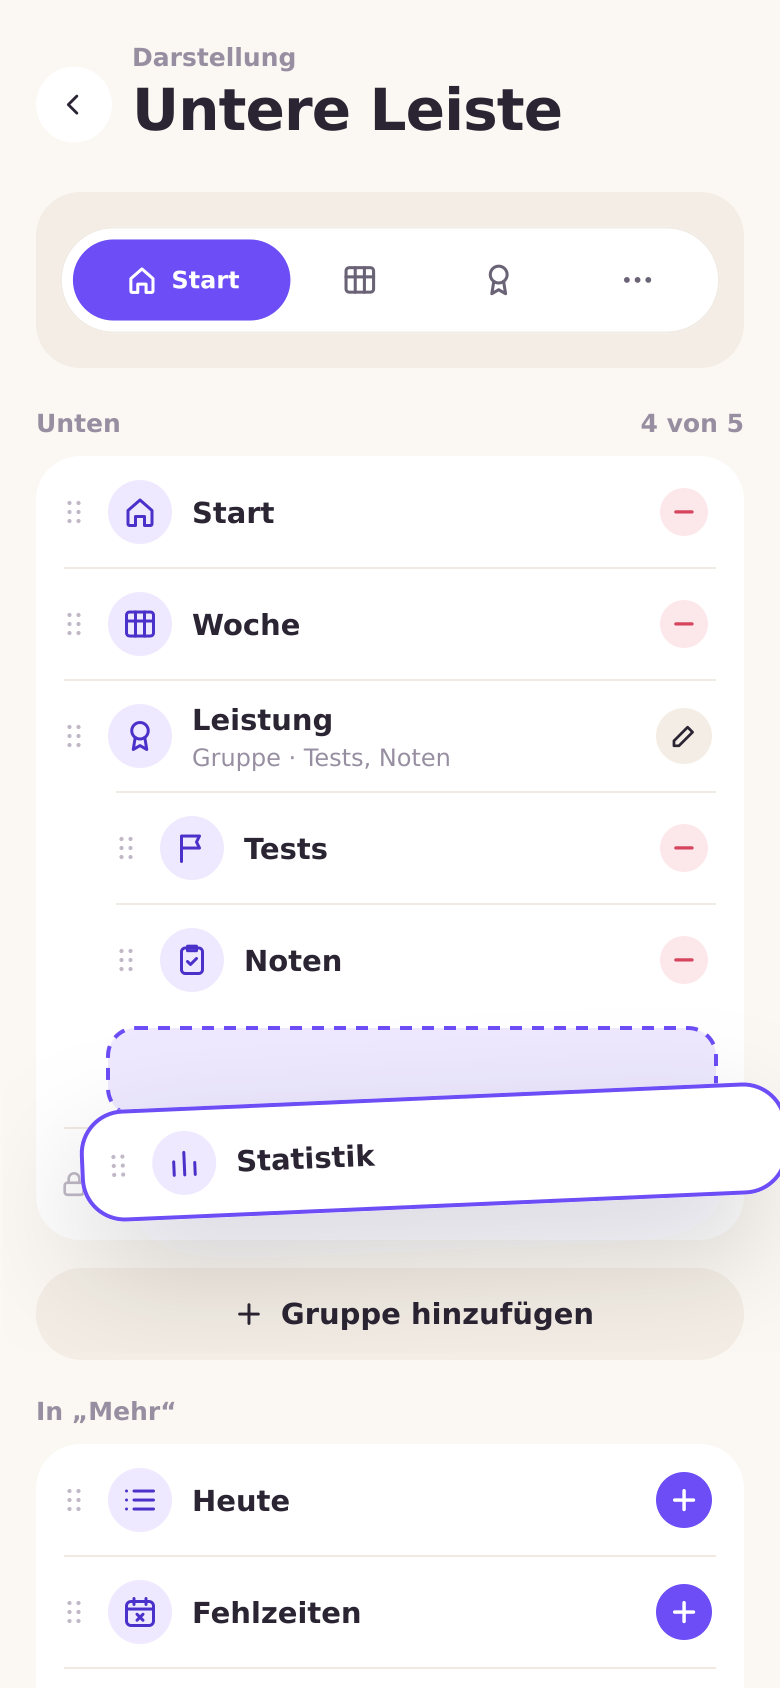 Darstellung
Untere Leiste
Start
Unten
4 von 5
Start
Woche
Leistung
Gruppe · Tests, Noten
Tests
Noten
Statistik
Gruppe hinzufügen
In „Mehr“
Heute
Fehlzeiten